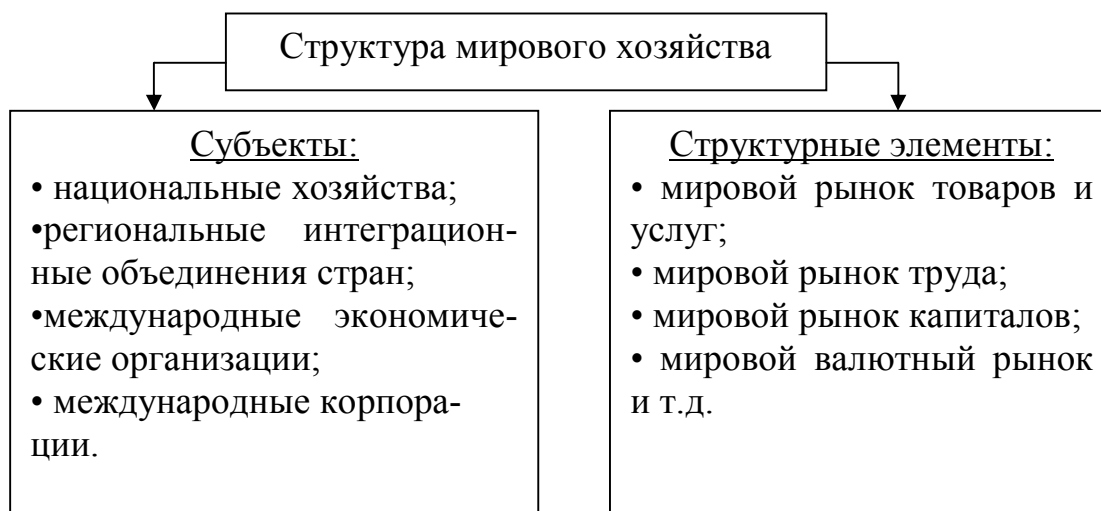 Структура мирового хозяйства
Субъекты:
• национальные хозяйства;
•региональные интеграцион-
ные объединения стран;
•международные экономиче-
ские организации;
• международные корпора-
ции.
Структурные элементы:
• мировой рынок товаров и
услуг;
• мировой рынок труда;
• мировой рынок капиталов;
• мировой валютный рынок
и т.д.